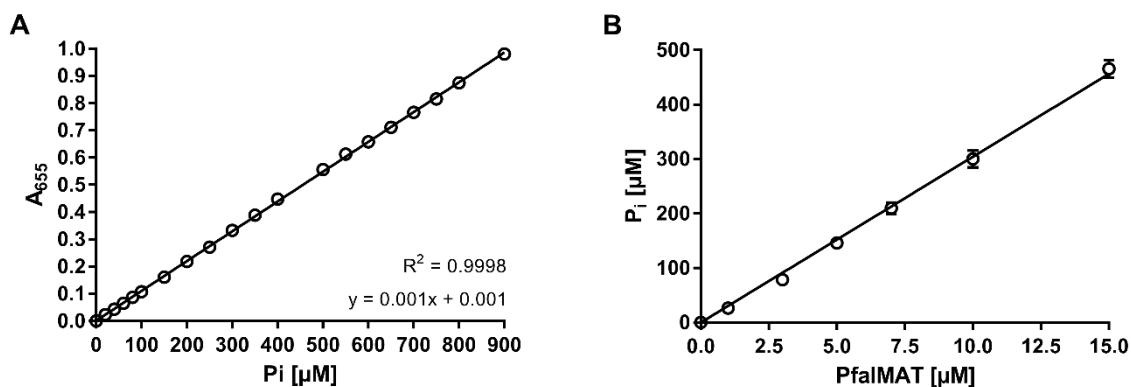 A
1.0
0.9
0.8
0.7
0.6
0.5
0.4
0.3
0.2
0.1
0.0
A655
R2 = 0.9998
y = 0.001x + 0.001
0 100 200 300 400 500 600 700 800 900
Pi [µM]
B
500
400
300
200
100
0
Pi [µM]
0.0 2.5 5.0 7.5 10.0 12.5 15.0
PfalMAT [µM]